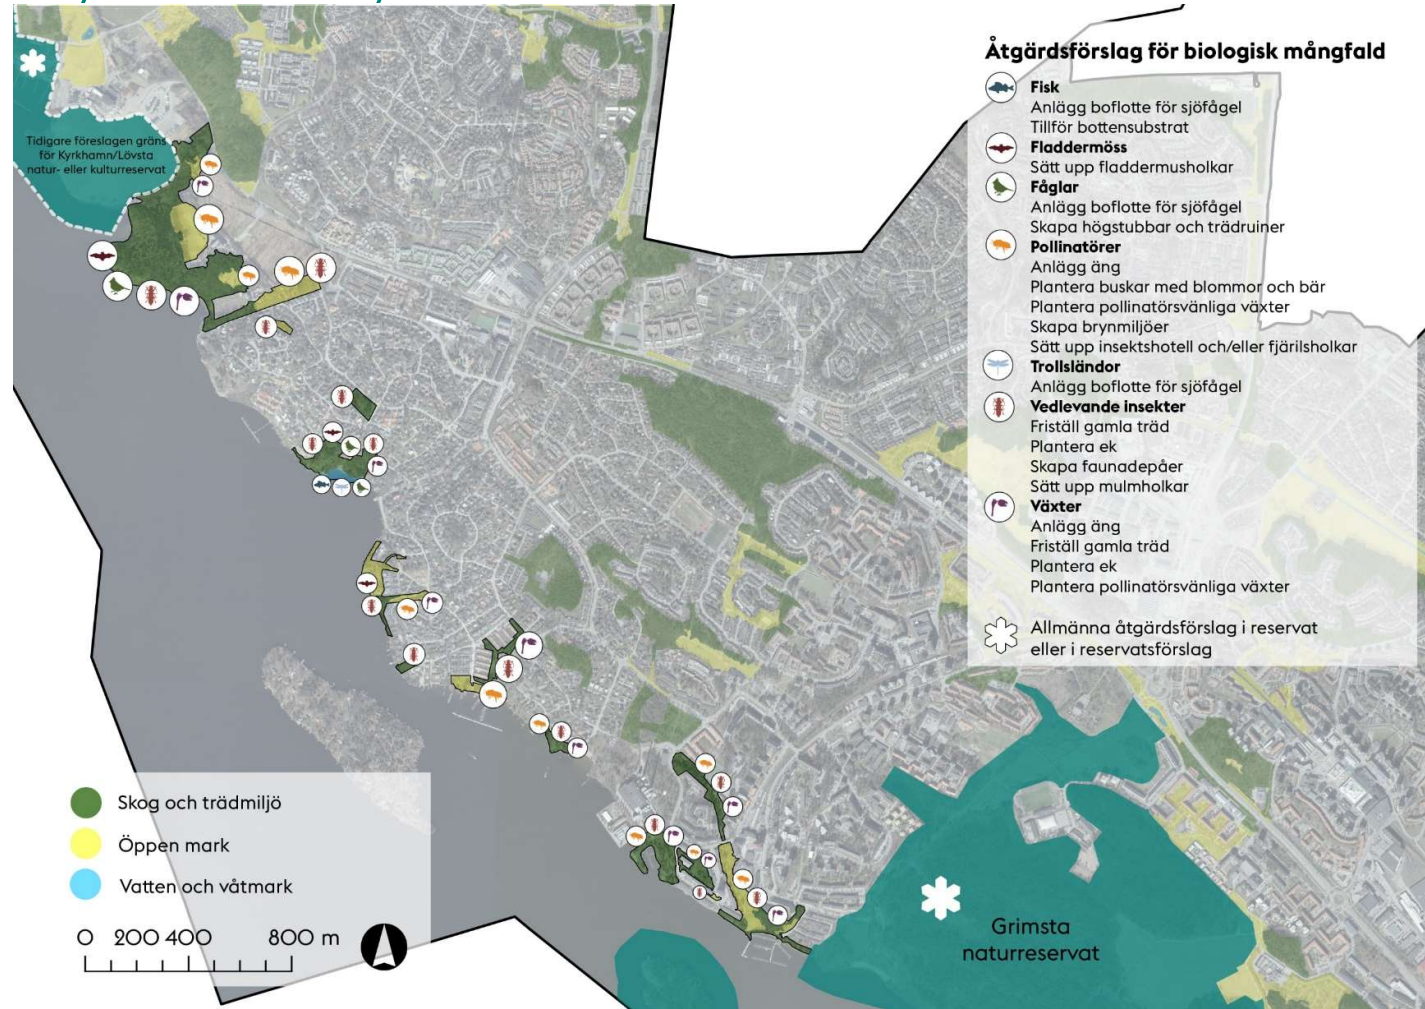 Åtgärdsförslag för biologisk mångfald
Fisk
Anlägg boflotte för sjöfågel
Tillför bottensubstrat
Fladdermöss
Sätt upp fladdermusholkar
Fåglar
Anlägg boflotte för sjöfågel
Skapa högstubbar och trädruiner
Pollinatörer
Anlägg äng
Plantera buskar med blommor och bär
Plantera pollinatörsvänliga växter
Skapa brynmiljöer
Sätt upp insektshotell och/eller fjärilsholkar
Trollsländor
Anlägg boflotte för sjöfågel
Vedlevande insekter
Friställ gamla träd
Plantera ek
Skapa faunadepåer
Sätt upp mulmholkar
Växter
Anlägg äng
Friställ gamla träd
Plantera ek
Plantera pollinatörsvänliga växter
Allmänna åtgärdsförslag i reservat
eller i reservatsförslag
Tidigare föreslagen gräns
för Kyrkhamn/Lövsta
natur- eller kulturreservat
Skog och trädmiljö
Öppen mark
Vatten och våtmark
0 200 400 800 m
Grimsta
naturreservat